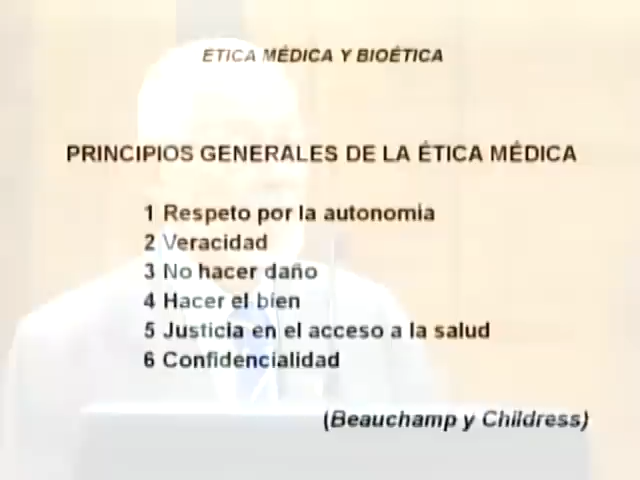 ETICA MÉDICA Y BIOÉTICA
PRINCIPIOS GENERALES DE LA ÉTICA MÉDICA
1 Respeto por la autonomia
2 Veracidad
3 No hacer daño
4 Hacer el bien
5 Justicia en el acceso a la salud
6 Confidencialidad
(Beauchamp y Childress)